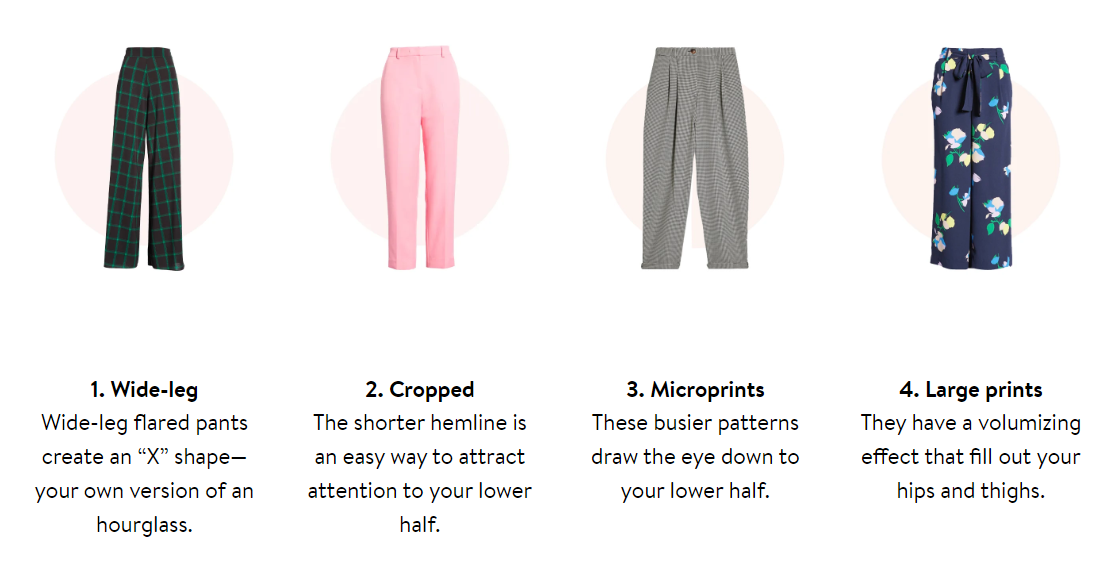 1. Wide-leg
Wide-leg flared pants
create an “X” shape—
your own version of an
hourglass.
2. Cropped
The shorter hemline is
an easy way to attract
attention to your lower
half.
3. Microprints
These busier patterns
draw the eye down to
your lower half.
4. Large prints
They have a volumizing
effect that fill out your
hips and thighs.